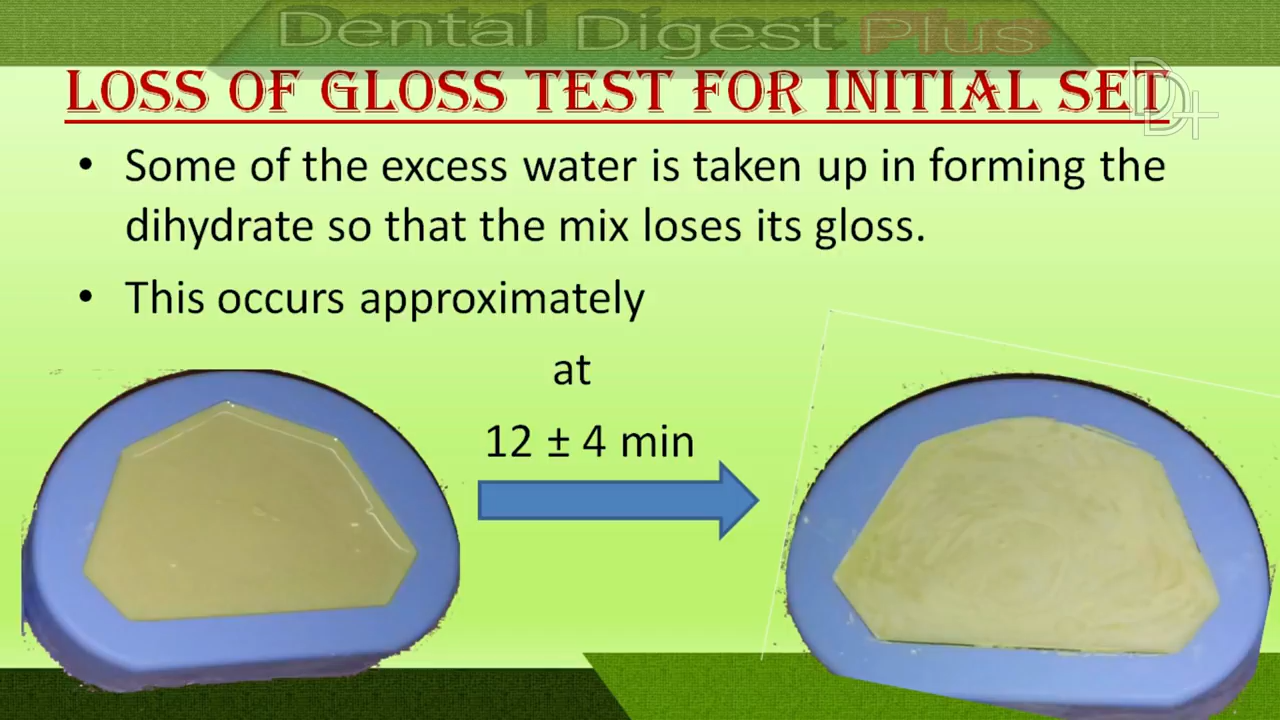 Dental Digest Plus
LOSS OF GLOSS TEST FOR INITIAL SET
DD+
• Some of the excess water is taken up in forming the
dihydrate so that the mix loses its gloss.
• This occurs approximately
at
12 ± 4 min